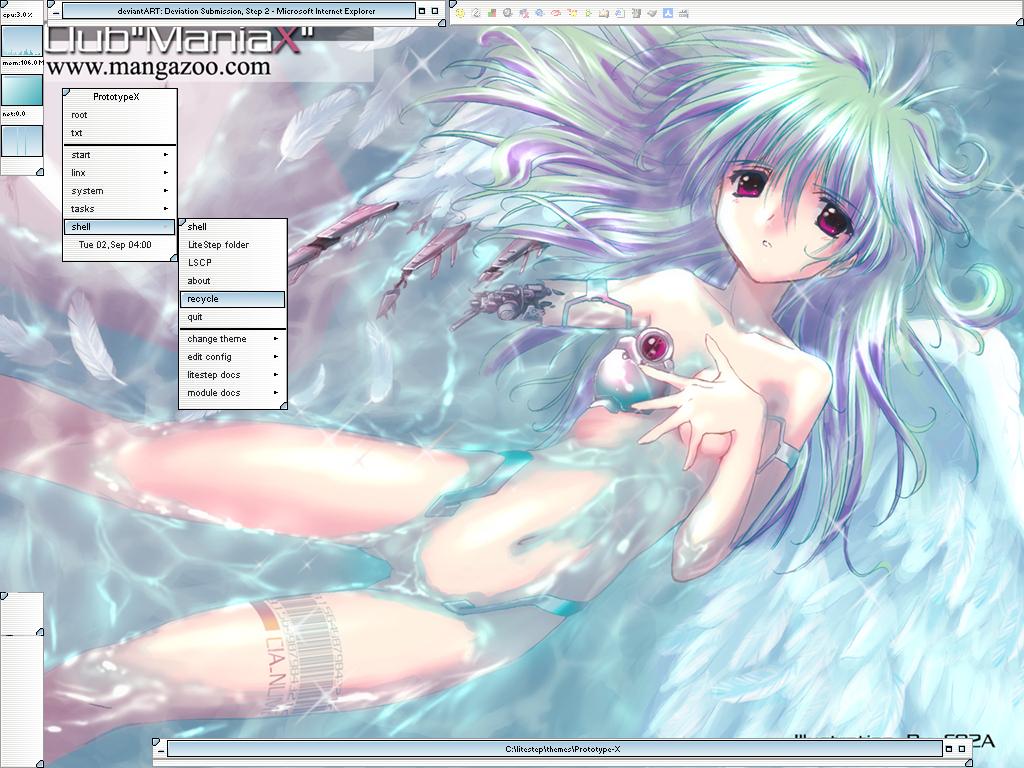 cpu:3.0%
deviantART: Deviation Submission, Step 2 - Microsoft Internet Explorer
Club"ManiaX"
mem:106.0M
www.mangazoo.com
PrototypeX
root
net:0.0
txt
start
linx
system
tasks
shell
Tue 02,Sep 04:00
shell
LiteStep folder
LSCP
about
recycle
quit
change theme
edit config
litestep docs
module docs
C:\litestep\themes\Prototype-X